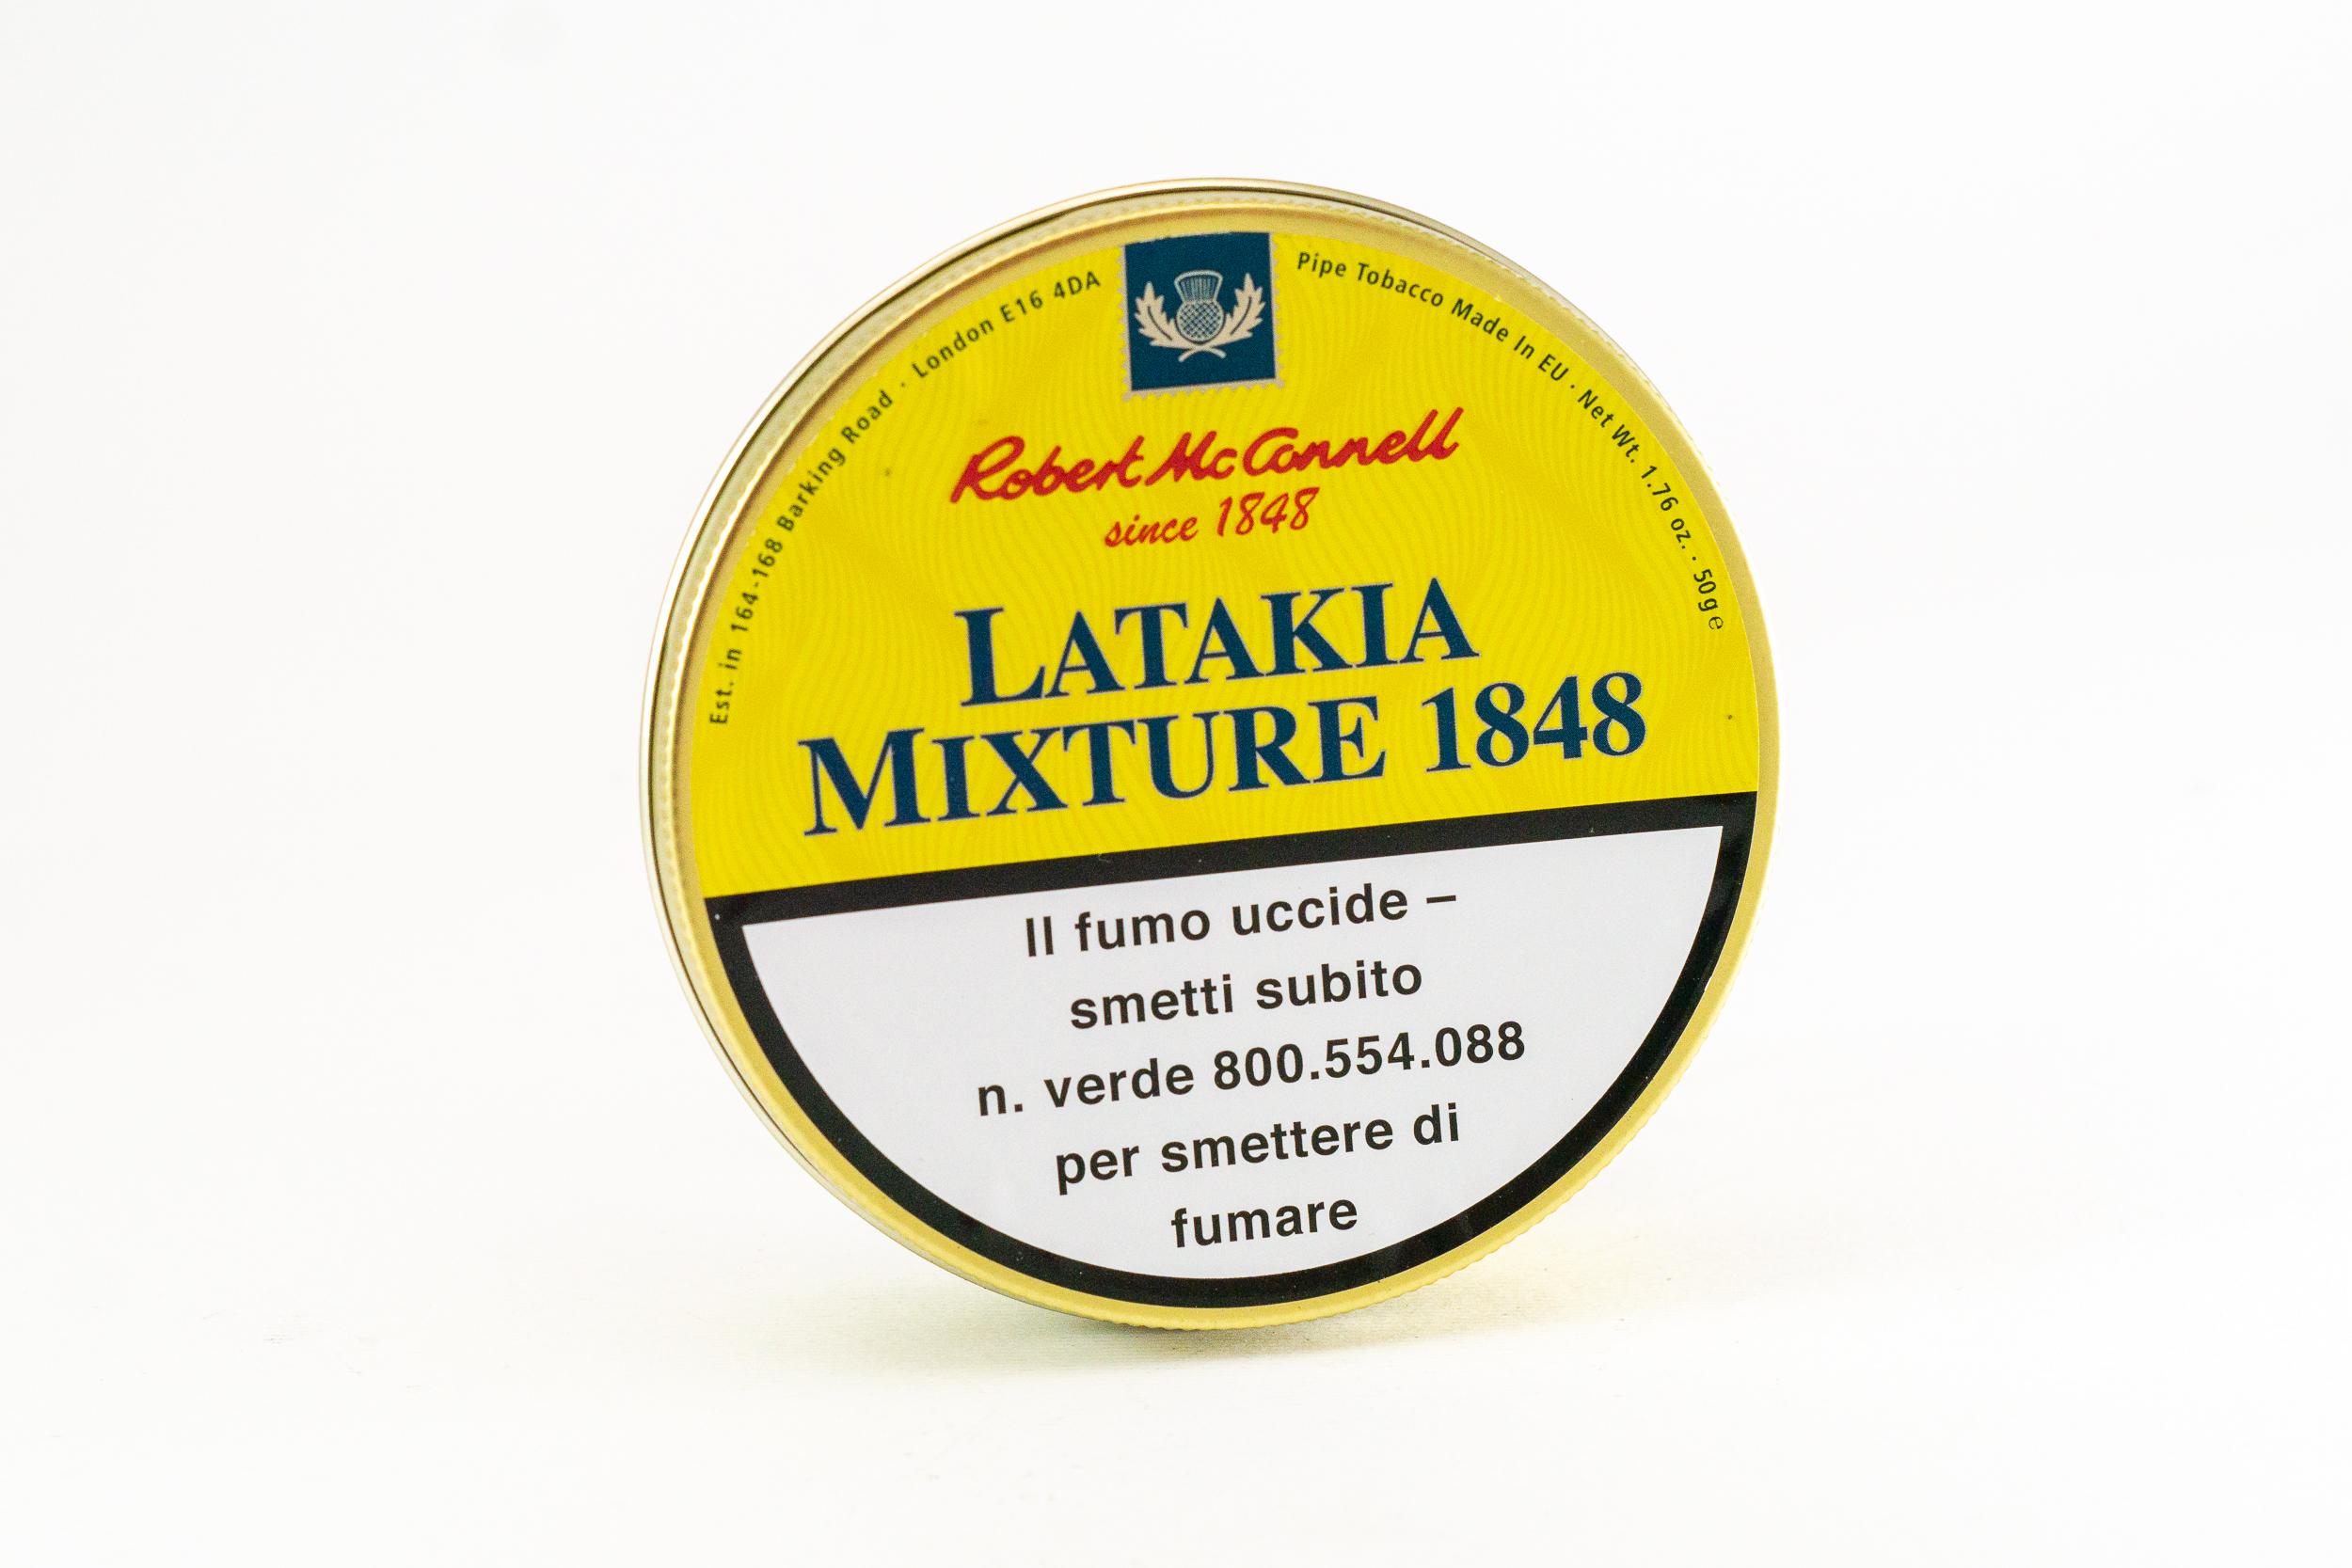 Est. in 164-168 Barking Road · London E16 4DA
Pipe Tobacco Made In EU · Net Wt. 1.76 oz. · 50g e
Robert McConnell
since 1848
LATAKIA
MIXTURE 1848
Il fumo uccide –
smetti subito
n. verde 800.554.088
per smettere di
fumare